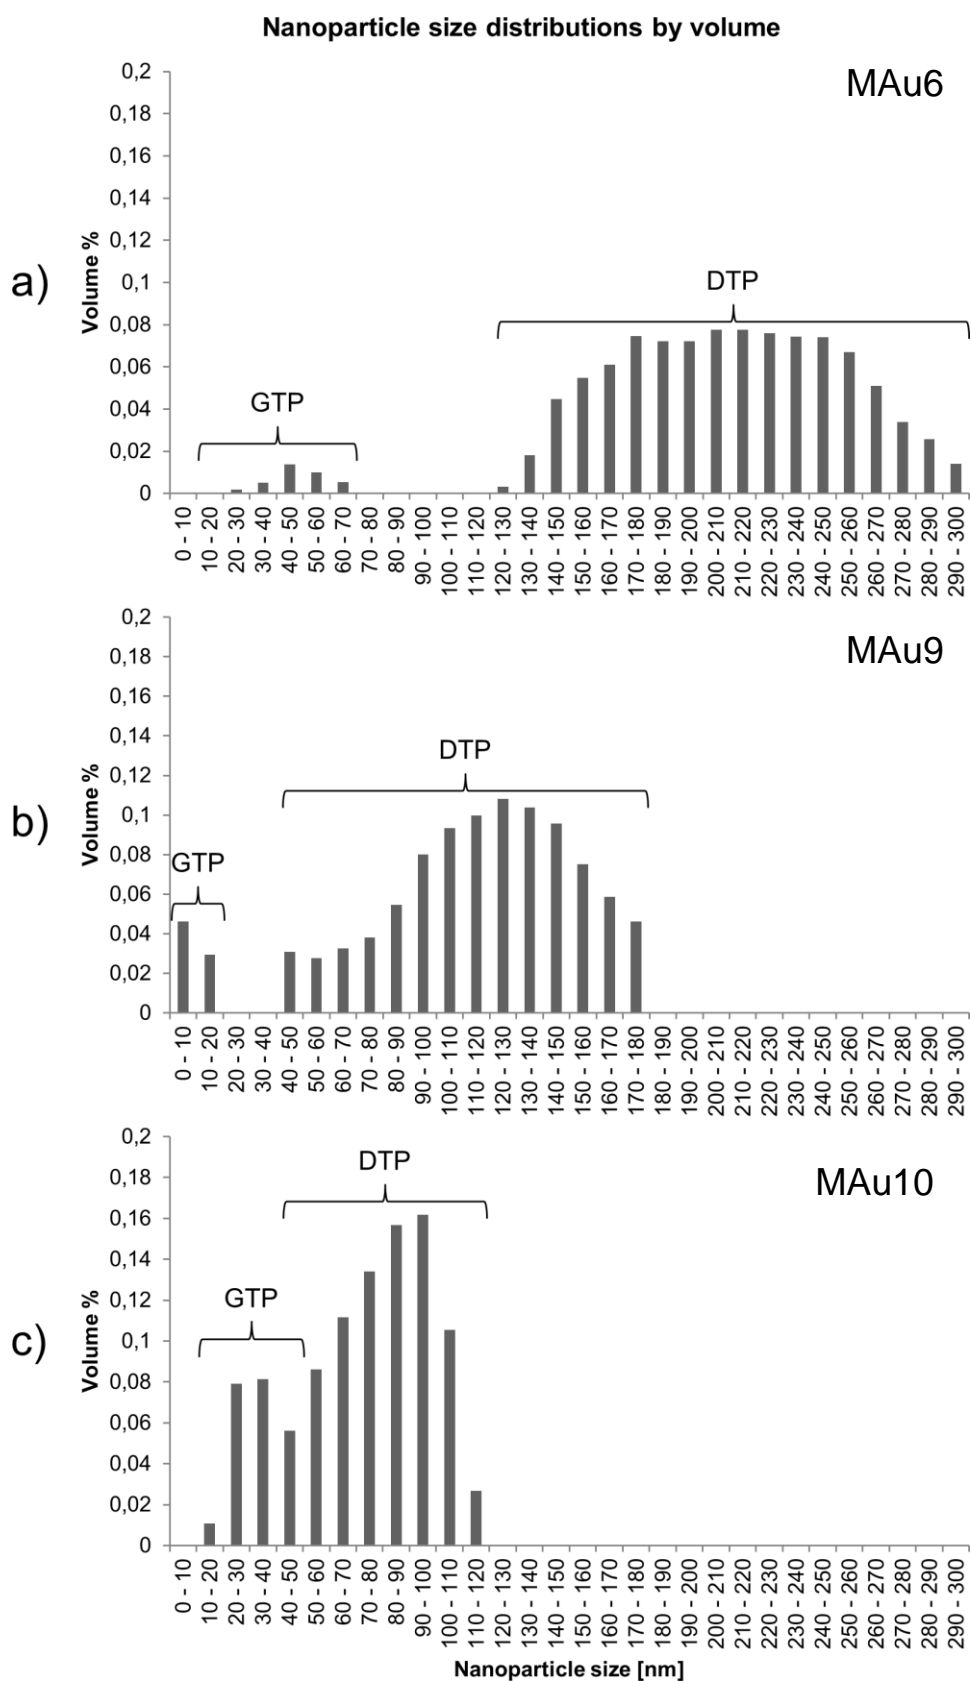 Nanoparticle size distributions by volume
MAu6
a)
Volume %
0,2
0,18
0,16
0,14
0,12
0,1
0,08
0,06
0,04
0,02
0
GTP
DTP
0 - 10
10 - 20
20 - 30
30 - 40
40 - 50
50 - 60
60 - 70
70 - 80
80 - 90
90 - 100
100 - 110
110 - 120
120 - 130
130 - 140
140 - 150
150 - 160
160 - 170
170 - 180
180 - 190
190 - 200
200 - 210
210 - 220
220 - 230
230 - 240
240 - 250
250 - 260
260 - 270
270 - 280
280 - 290
290 - 300
MAu9
b)
Volume %
0,2
0,18
0,16
0,14
0,12
0,1
0,08
0,06
0,04
0,02
0
GTP
DTP
0 - 10
10 - 20
20 - 30
30 - 40
40 - 50
50 - 60
60 - 70
70 - 80
80 - 90
90 - 100
100 - 110
110 - 120
120 - 130
130 - 140
140 - 150
150 - 160
160 - 170
170 - 180
180 - 190
190 - 200
200 - 210
210 - 220
220 - 230
230 - 240
240 - 250
250 - 260
260 - 270
270 - 280
280 - 290
290 - 300
MAu10
c)
Volume %
0,2
0,18
0,16
0,14
0,12
0,1
0,08
0,06
0,04
0,02
0
GTP
DTP
0 - 10
10 - 20
20 - 30
30 - 40
40 - 50
50 - 60
60 - 70
70 - 80
80 - 90
90 - 100
100 - 110
110 - 120
120 - 130
130 - 140
140 - 150
150 - 160
160 - 170
170 - 180
180 - 190
190 - 200
200 - 210
210 - 220
220 - 230
230 - 240
240 - 250
250 - 260
260 - 270
270 - 280
280 - 290
290 - 300
Nanoparticle size [nm]